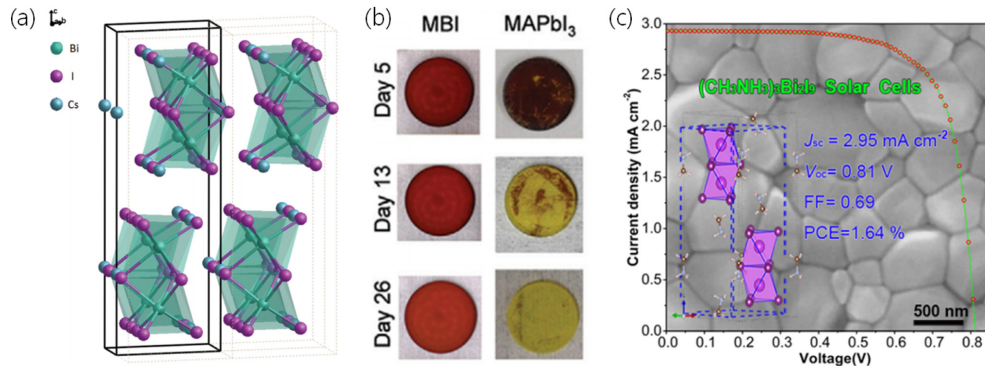 (a)
c
a b
Bi
I
Cs
(b)
MBI MAPbI₃
Day 5
Day 13
Day 26
(c)
Current density (mA cm⁻²)
3.0
2.5
2.0
1.5
1.0
0.5
0.0
(CH₃NH₃)₃Bi₂I₉ Solar Cells
Jsc = 2.95 mA cm⁻²
Voc = 0.81 V
FF= 0.69
PCE=1.64 %
500 nm
0.0 0.1 0.2 0.3 0.4 0.5 0.6 0.7 0.8
Voltage(V)